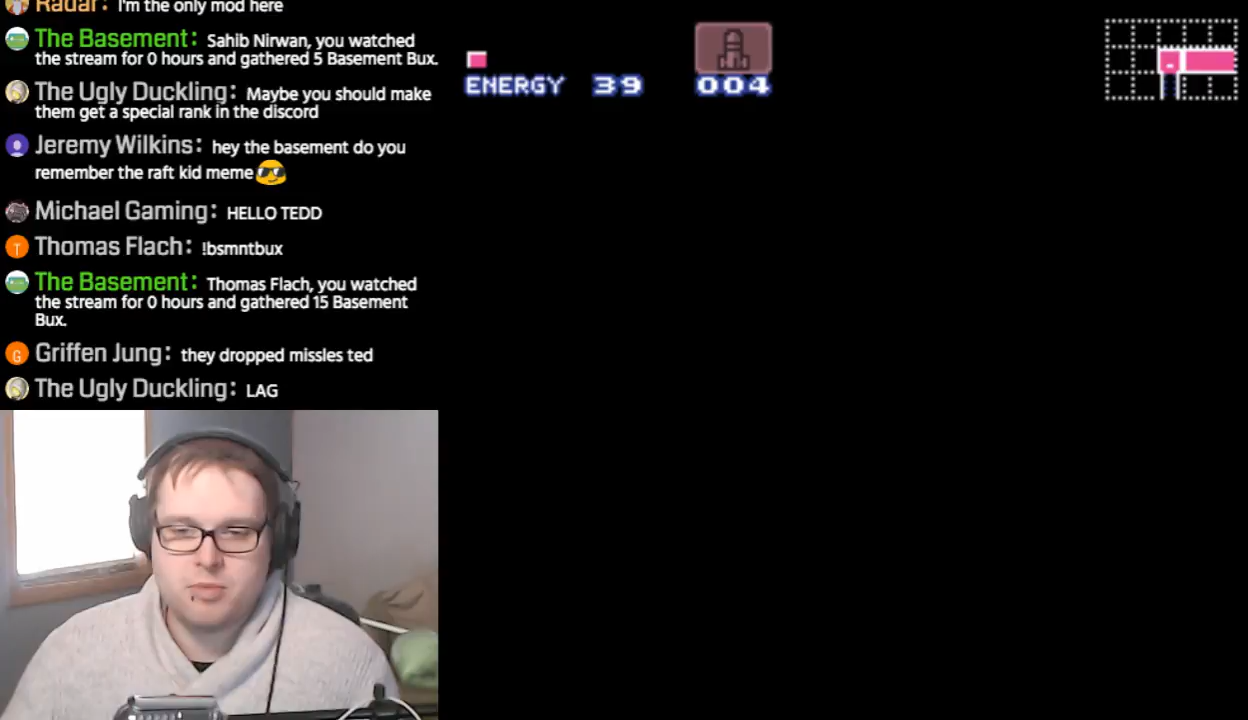 Radar: I'm the only mod here
The Basement: Sahib Nirwan, you watched
the stream for 0 hours and gathered 5 Basement Bux.
The Ugly Duckling: Maybe you should make
them get a special rank in the discord
Jeremy Wilkins: hey the basement do you
remember the raft kid meme
Michael Gaming: HELLO TEDD
T Thomas Flach: !bsmntbux
The Basement: Thomas Flach, you watched
the stream for 0 hours and gathered 15 Basement
Bux.
G Griffen Jung: they dropped missles ted
The Ugly Duckling: LAG
ENERGY 39 004